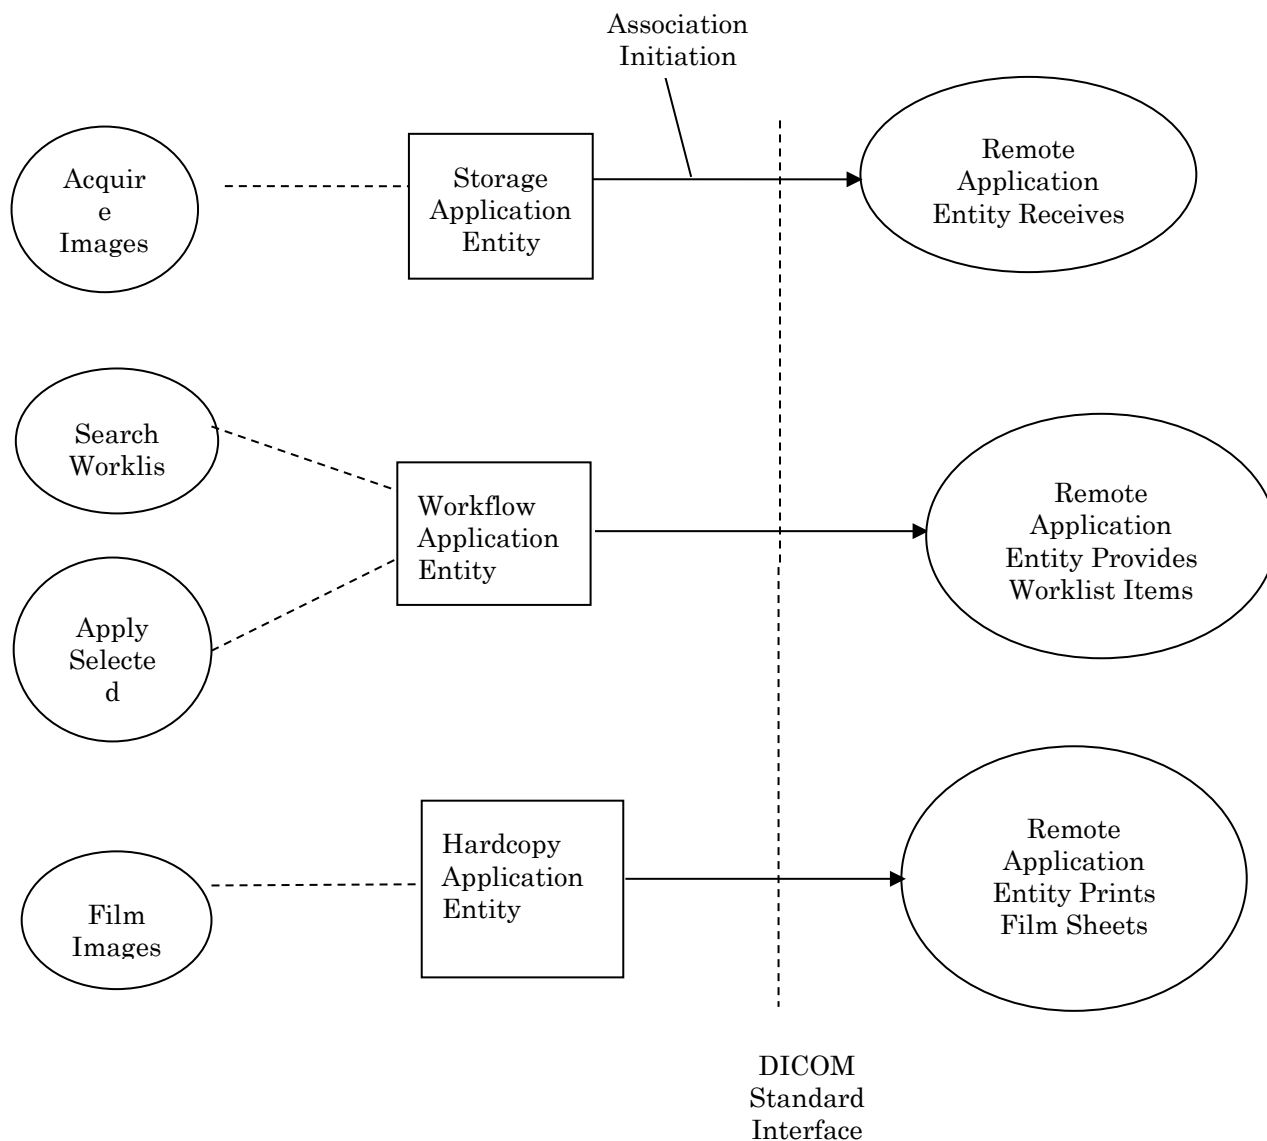 Association
Initiation
Acquir
e
Images
Storage
Application
Entity
Remote
Application
Entity Receives
Search
Worklis
Workflow
Application
Entity
Remote
Application
Entity Provides
Worklist Items
Apply
Selecte
d
Hardcopy
Application
Entity
Remote
Application
Entity Prints
Film Sheets
Film
Images
DICOM
Standard
Interface